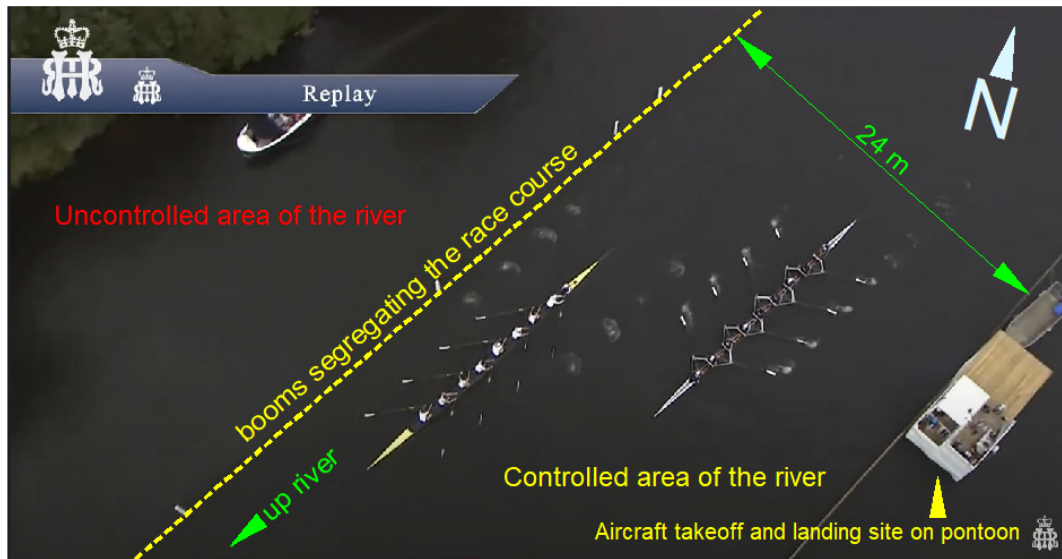 Replay
N
24 m
Uncontrolled area of the river
booms segregating the race course
up river
Controlled area of the river
Aircraft takeoff and landing site on pontoon